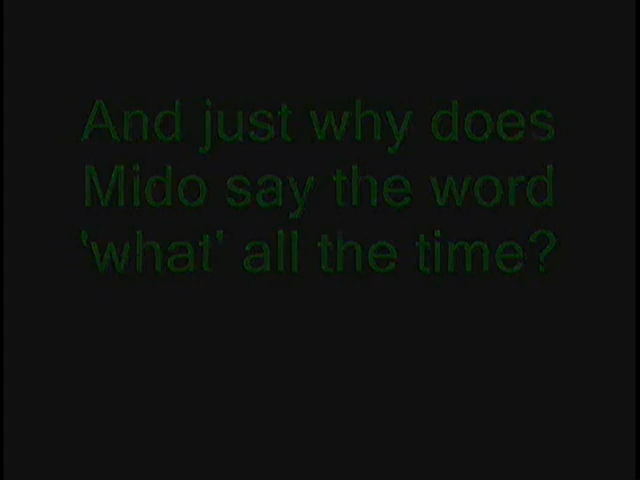 And just why does
Mido say the word
'what' all the time?